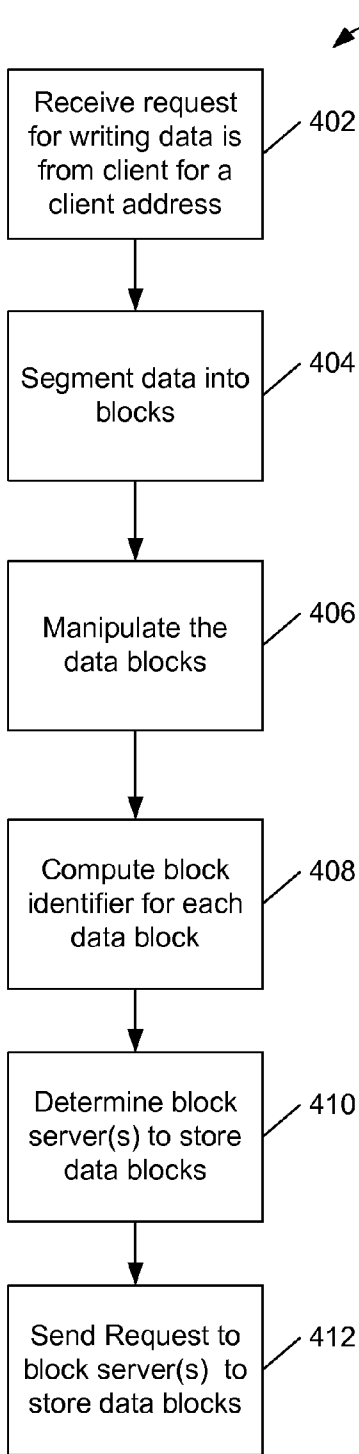 Receive request
for writing data is
from client for a
client address
402
Segment data into
blocks
404
Manipulate the
data blocks
406
Compute block
identifier for each
data block
408
Determine block
server(s) to store
data blocks
410
Send Request to
block server(s) to
store data blocks
412